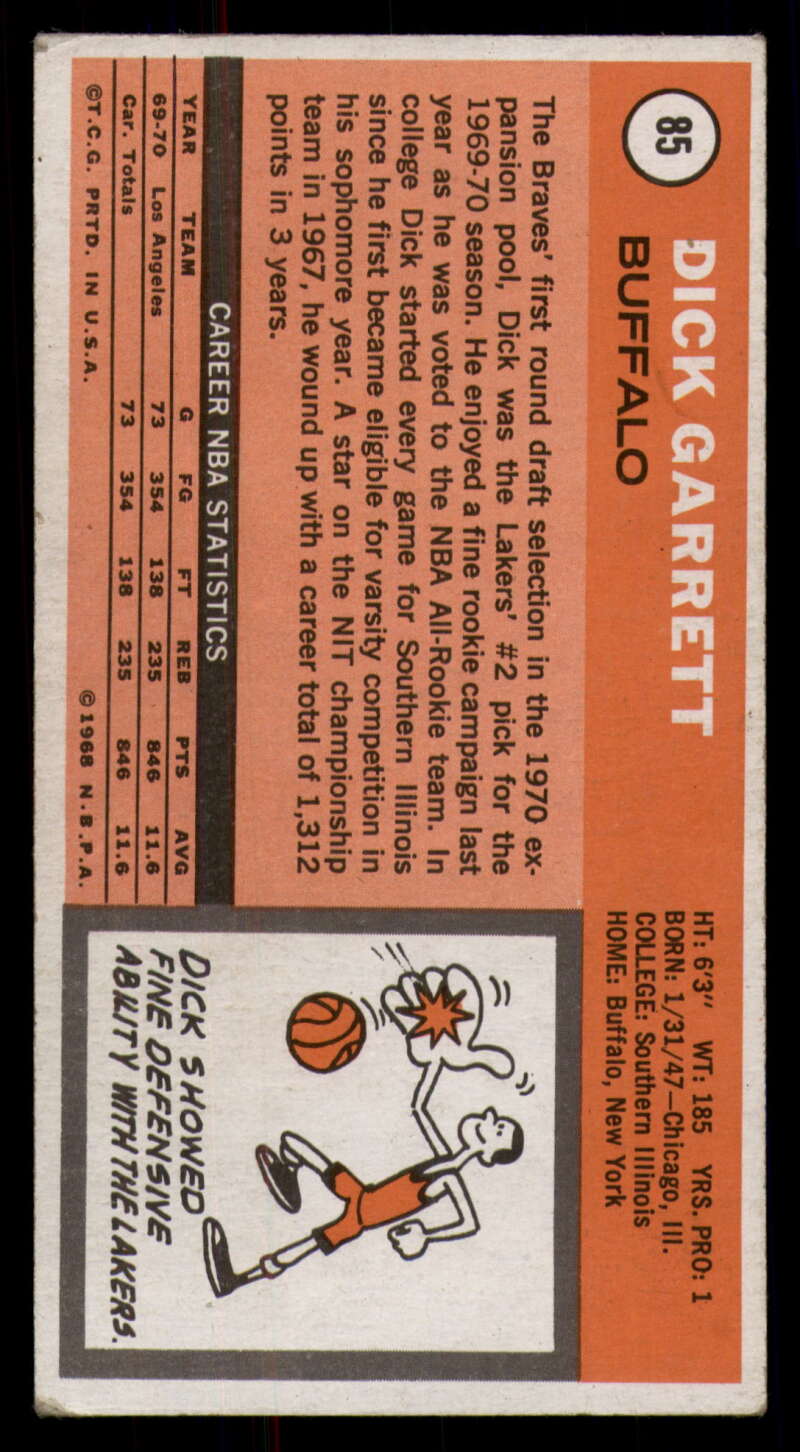 85
DICK GARRETT
BUFFALO
HT: 6'3" WT: 185 YRS. PRO: 1
BORN: 1/31/47—Chicago, Ill.
COLLEGE: Southern Illinois
HOME: Buffalo, New York
The Braves' first round draft selection in the 1970 ex-
pansion pool, Dick was the Lakers' #2 pick for the
1969-70 season. He enjoyed a fine rookie campaign last
year as he was voted to the NBA All-Rookie team. In
college Dick started every game for Southern Illinois
since he first became eligible for varsity competition in
his sophomore year. A star on the NIT championship
team in 1967, he wound up with a career total of 1,312
points in 3 years.
CAREER NBA STATISTICS
YEAR TEAM G FG FT REB PTS AVG
69-70 Los Angeles 73 354 138 235 846 11.6
Car. Totals 73 354 138 235 846 11.6
©T.C.G. PRTD. IN U.S.A. ©1968 N.B.P.A.
DICK SHOWED
FINE DEFENSIVE
ABILITY WITH THE LAKERS.